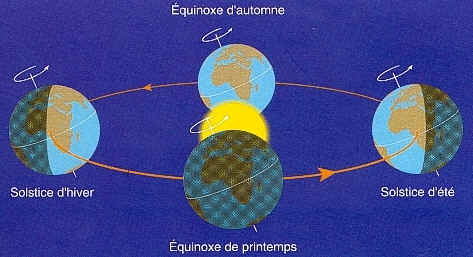 Équinoxe d'automne
Solstice d'hiver
Solstice d'été
Équinoxe de printemps